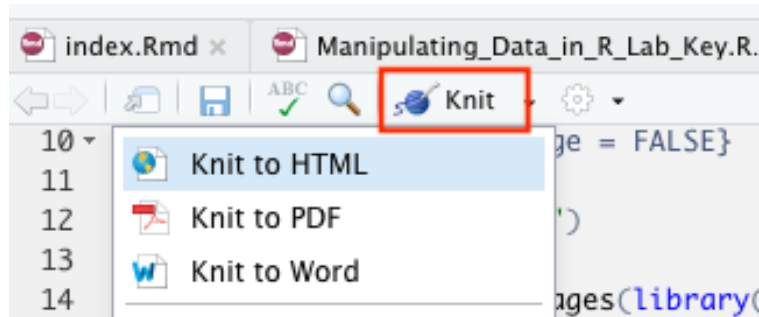 index.Rmd × Manipulating_Data_in_R_Lab_Key.R.
ABC Knit
10 ge = FALSE}
Knit to HTML
11
12 Knit to PDF ')
13
Knit to Word
14 ages(library(